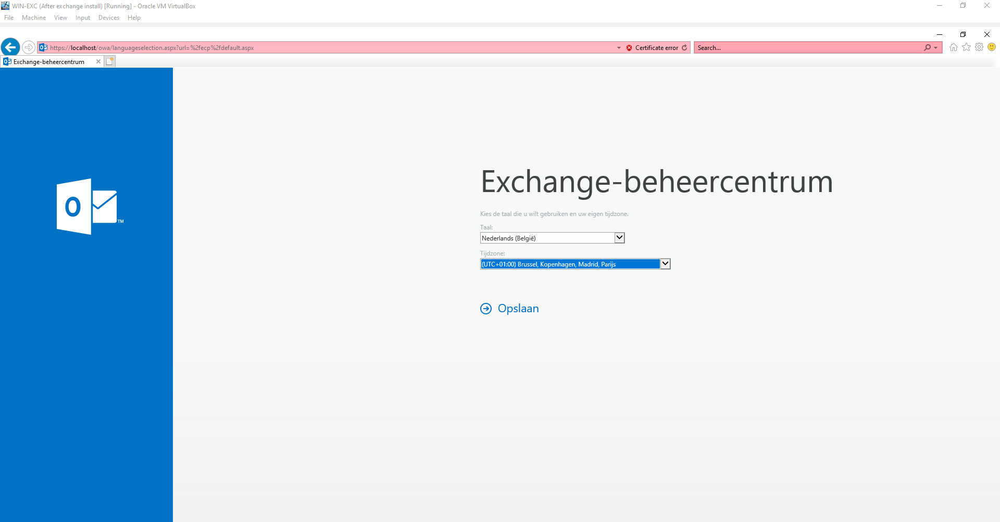 WIN-EXC (After exchange install) [Running] - Oracle VM VirtualBox
File Machine View Input Devices Help
https://localhost/owa/languageselection.aspx?url=%2fecp%2fdefault.aspx Certificate error Search...
Exchange-beheercentrum
O TM
Exchange-beheercentrum
Kies de taal die u wilt gebruiken en uw eigen tijdzone.
Taal:
Nederlands (België)
Tijdzone:
(UTC+01:00) Brussel, Kopenhagen, Madrid, Parijs
Opslaan